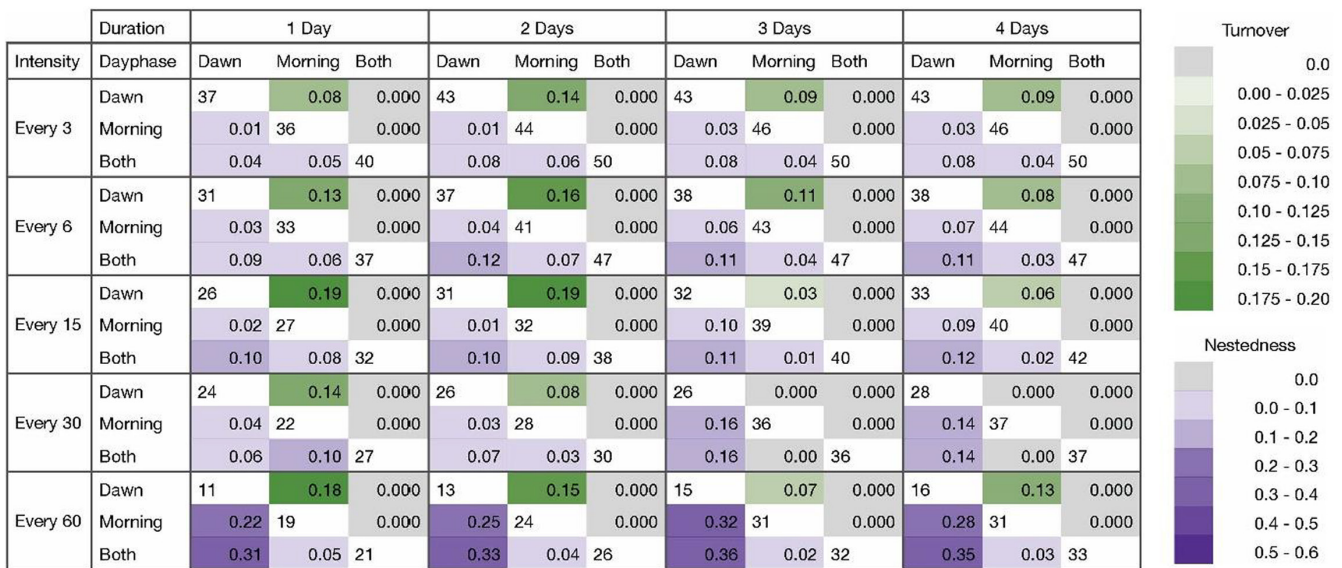 Duration 1 Day 2 Days 3 Days 4 Days
Intensity Dayphase Dawn Morning Both Dawn Morning Both Dawn Morning Both Dawn Morning Both
Dawn 37 0.08 0.000 43 0.14 0.000 43 0.09 0.000 43 0.09 0.000
Every 3 Morning 0.01 36 0.000 0.01 44 0.000 0.03 46 0.000 0.03 46 0.000
Both 0.04 0.05 40 0.08 0.06 50 0.08 0.04 50 0.08 0.04 50
Dawn 31 0.13 0.000 37 0.16 0.000 38 0.11 0.000 38 0.08 0.000
Every 6 Morning 0.03 33 0.000 0.04 41 0.000 0.06 43 0.000 0.07 44 0.000
Both 0.09 0.06 37 0.12 0.07 47 0.11 0.04 47 0.11 0.03 47
Dawn 26 0.19 0.000 31 0.19 0.000 32 0.03 0.000 33 0.06 0.000
Every 15 Morning 0.02 27 0.000 0.01 32 0.000 0.10 39 0.000 0.09 40 0.000
Both 0.10 0.08 32 0.10 0.09 38 0.11 0.01 40 0.12 0.02 42
Dawn 24 0.14 0.000 26 0.08 0.000 26 0.000 0.000 28 0.000 0.000
Every 30 Morning 0.04 22 0.000 0.03 28 0.000 0.16 36 0.000 0.14 37 0.000
Both 0.06 0.10 27 0.07 0.03 30 0.16 0.00 36 0.14 0.00 37
Dawn 11 0.18 0.000 13 0.15 0.000 15 0.07 0.000 16 0.13 0.000
Every 60 Morning 0.22 19 0.000 0.25 24 0.000 0.32 31 0.000 0.28 31 0.000
Both 0.31 0.05 21 0.33 0.04 26 0.36 0.02 32 0.35 0.03 33
Turnover
0.0
0.00 - 0.025
0.025 - 0.05
0.05 - 0.075
0.075 - 0.10
0.10 - 0.125
0.125 - 0.15
0.15 - 0.175
0.175 - 0.20
Nestedness
0.0
0.0 - 0.1
0.1 - 0.2
0.2 - 0.3
0.3 - 0.4
0.4 - 0.5
0.5 - 0.6